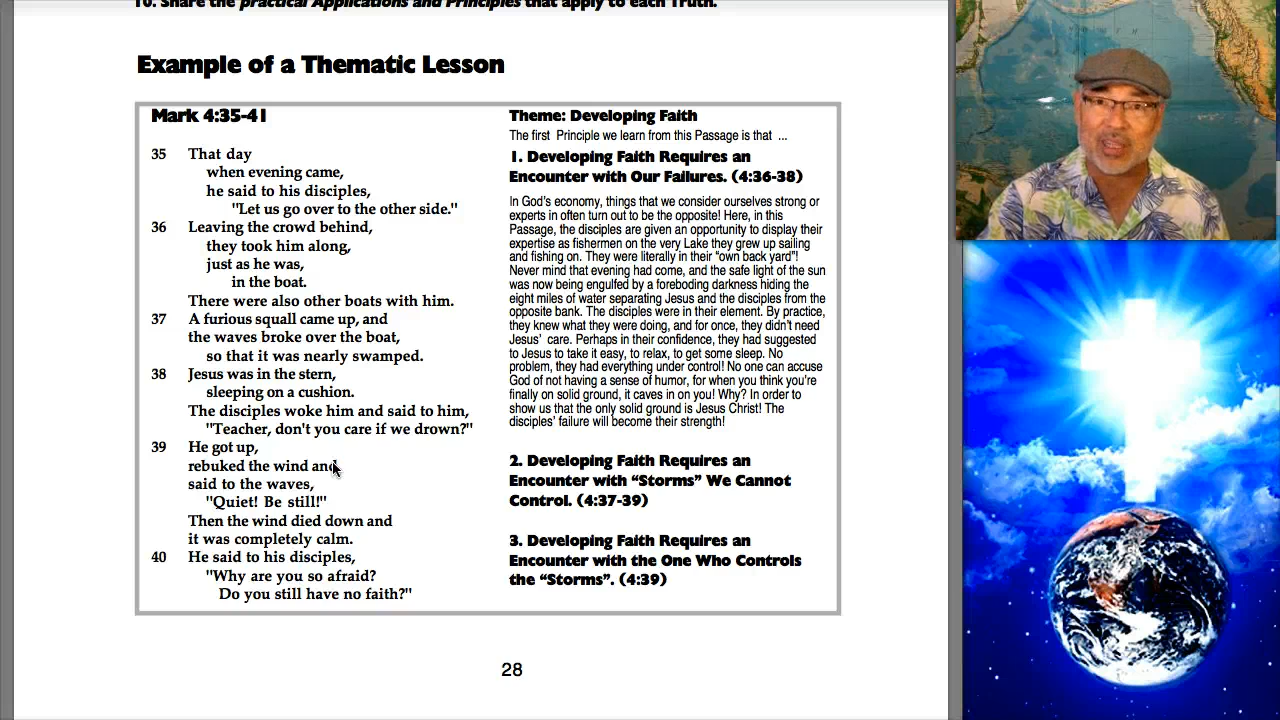 10. Share the practical Applications and Principles that apply to each Truth.
Example of a Thematic Lesson
Mark 4:35-41
35 That day
when evening came,
he said to his disciples,
"Let us go over to the other side."
36 Leaving the crowd behind,
they took him along,
just as he was,
in the boat.
There were also other boats with him.
37 A furious squall came up, and
the waves broke over the boat,
so that it was nearly swamped.
38 Jesus was in the stern,
sleeping on a cushion.
The disciples woke him and said to him,
"Teacher, don't you care if we drown?"
39 He got up,
rebuked the wind and
said to the waves,
"Quiet! Be still!"
Then the wind died down and
it was completely calm.
40 He said to his disciples,
"Why are you so afraid?
Do you still have no faith?"
Theme: Developing Faith
The first Principle we learn from this Passage is that ...
1. Developing Faith Requires an
Encounter with Our Failures. (4:36-38)
In God's economy, things that we consider ourselves strong or
experts in often turn out to be the opposite! Here, in this
Passage, the disciples are given an opportunity to display their
expertise as fishermen on the very Lake they grew up sailing
and fishing on. They were literally in their "own back yard"!
Never mind that evening had come, and the safe light of the sun
was now being engulfed by a foreboding darkness hiding the
eight miles of water separating Jesus and the disciples from the
opposite bank. The disciples were in their element. By practice,
they knew what they were doing, and for once, they didn't need
Jesus' care. Perhaps in their confidence, they had suggested
to Jesus to take it easy, to relax, to get some sleep. No
problem, they had everything under control! No one can accuse
God of not having a sense of humor, for when you think you're
finally on solid ground, it caves in on you! Why? In order to
show us that the only solid ground is Jesus Christ! The
disciples' failure will become their strength!
2. Developing Faith Requires an
Encounter with "Storms" We Cannot
Control. (4:37-39)
3. Developing Faith Requires an
Encounter with the One Who Controls
the "Storms". (4:39)
28